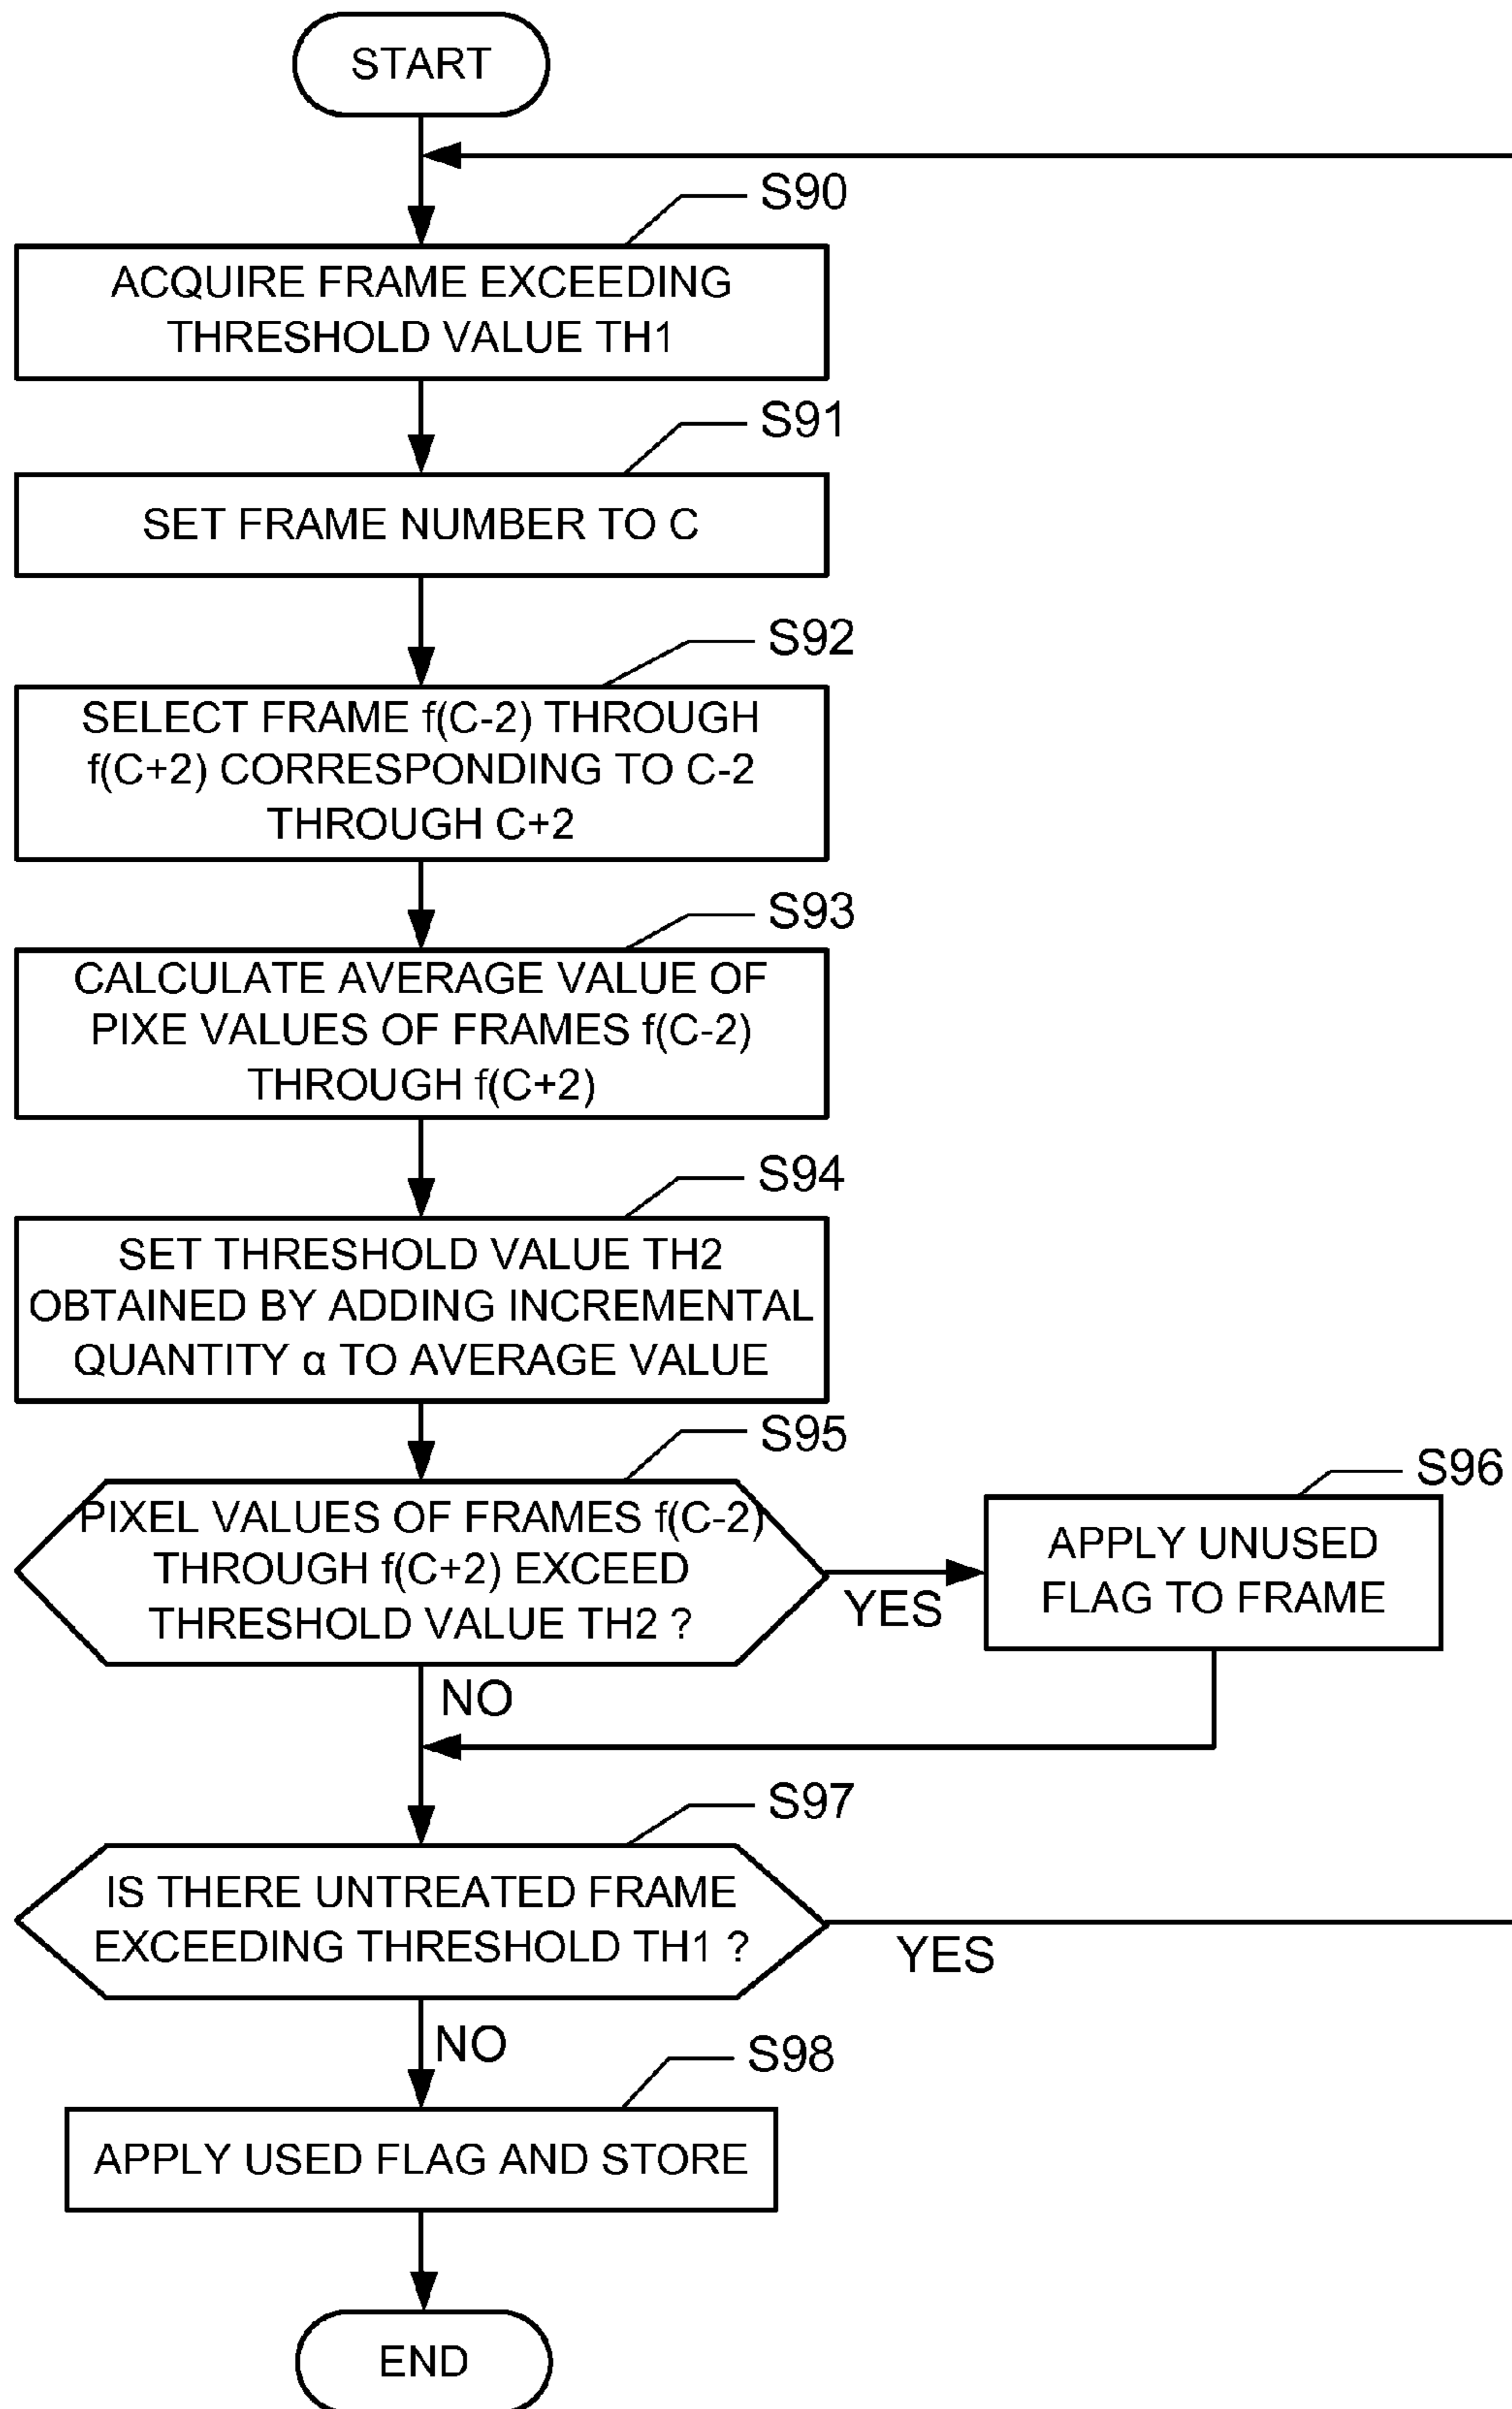 START
S90
ACQUIRE FRAME EXCEEDING
THRESHOLD VALUE TH1
S91
SET FRAME NUMBER TO C
S92
SELECT FRAME f(C-2) THROUGH
f(C+2) CORRESPONDING TO C-2
THROUGH C+2
S93
CALCULATE AVERAGE VALUE OF
PIXE VALUES OF FRAMES f(C-2)
THROUGH f(C+2)
S94
SET THRESHOLD VALUE TH2
OBTAINED BY ADDING INCREMENTAL
QUANTITY α TO AVERAGE VALUE
S95
PIXEL VALUES OF FRAMES f(C-2)
THROUGH f(C+2) EXCEED
THRESHOLD VALUE TH2 ?
YES
S96
APPLY UNUSED
FLAG TO FRAME
NO
S97
IS THERE UNTREATED FRAME
EXCEEDING THRESHOLD TH1 ?
YES
NO
S98
APPLY USED FLAG AND STORE
END